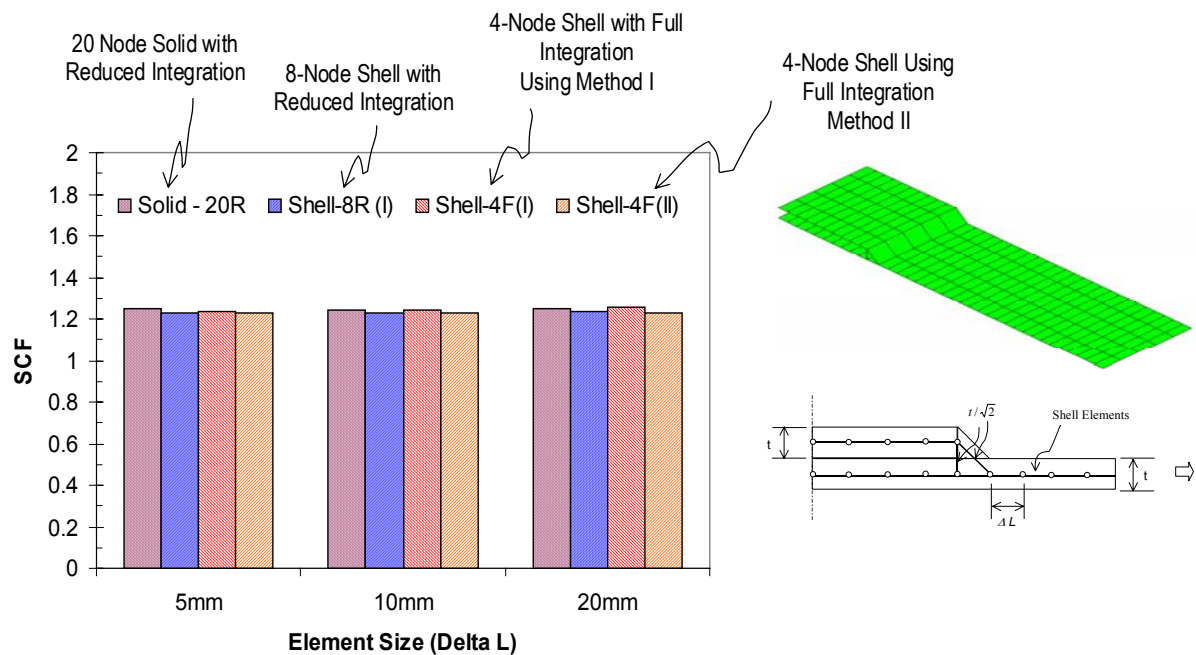 20 Node Solid with
Reduced Integration
8-Node Shell with
Reduced Integration
4-Node Shell with Full
Integration
Using Method I
4-Node Shell Using
Full Integration
Method II
Solid - 20R
Shell-8R (I)
Shell-4F(I)
Shell-4F(II)
2
1.8
1.6
1.4
1.2
1
0.8
0.6
0.4
0.2
0
SCF
5mm
10mm
20mm
Element Size (Delta L)
t
t/√2
Shell Elements
t
ΔL